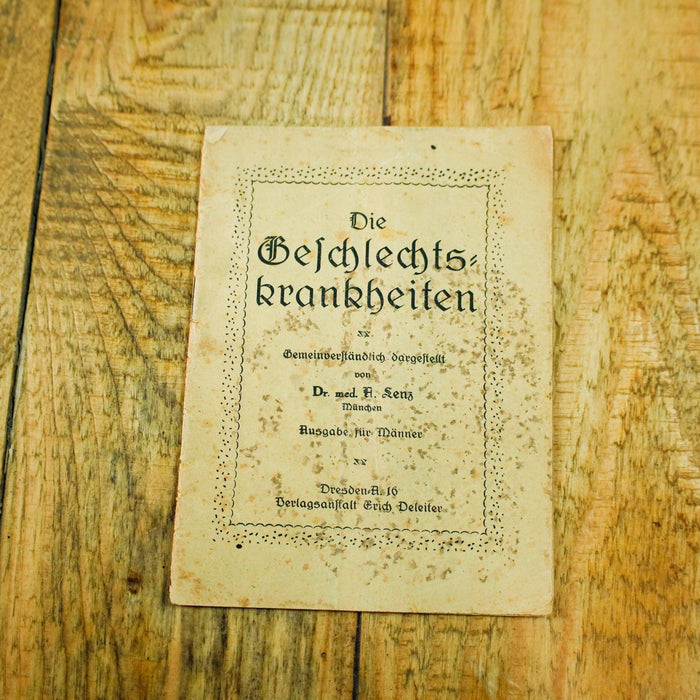 Die
Geschlechts-
krankheiten
Gemeinverständlich dargestellt
von
Dr. med. F. Lenz
München
Ausgabe für Männer
Dresden-A. 16
Verlagsanstalt Erich Deleiter